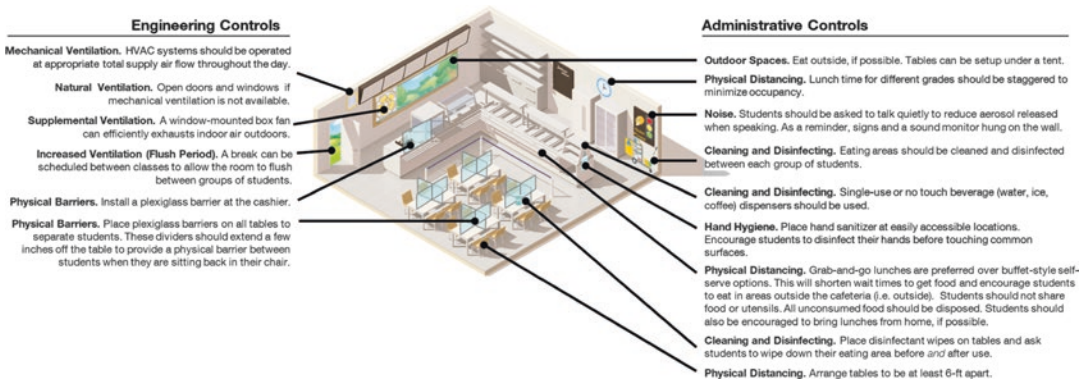 Engineering Controls
Mechanical Ventilation. HVAC systems should be operated
at appropriate total supply air flow throughout the day.
Natural Ventilation. Open doors and windows if
mechanical ventilation is not available.
Supplemental Ventilation. A window-mounted box fan
can efficiently exhausts indoor air outdoors.
Increased Ventilation (Flush Period). A break can be
scheduled between classes to allow the room to flush
between groups of students.
Physical Barriers. Install a plexiglass barrier at the cashier.
Physical Barriers. Place plexiglass barriers on all tables to
separate students. These dividers should extend a few
inches off the table to provide a physical barrier between
students when they are sitting back in their chair.
Administrative Controls
Outdoor Spaces. Eat outside, if possible. Tables can be setup under a tent.
Physical Distancing. Lunch time for different grades should be staggered to
minimize occupancy.
Noise. Students should be asked to talk quietly to reduce aerosol released
when speaking. As a reminder, signs and a sound monitor hung on the wall.
Cleaning and Disinfecting. Eating areas should be cleaned and disinfected
between each group of students.
Cleaning and Disinfecting. Single-use or no touch beverage (water, ice,
coffee) dispensers should be used.
Hand Hygiene. Place hand sanitizer at easily accessible locations.
Encourage students to disinfect their hands before touching common
surfaces.
Physical Distancing. Grab-and-go lunches are preferred over buffet-style self-
serve options. This will shorten wait times to get food and encourage students
to eat in areas outside the cafeteria (i.e. outside). Students should not share
food or utensils. All unconsumed food should be disposed. Students should
also be encouraged to bring lunches from home, if possible.
Cleaning and Disinfecting. Place disinfectant wipes on tables and ask
students to wipe down their eating area before and after use.
Physical Distancing. Arrange tables to be at least 6-ft apart.